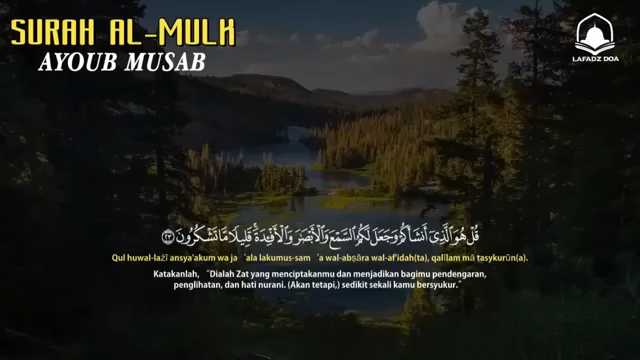 SURAH AL-MULK
AYOUB MUSAB
LAFADZ DOA
قُلْ هُوَ الَّذِيْٓ اَنْشَاَكُمْ وَجَعَلَ لَكُمُ السَّمْعَ وَالْاَبْصَارَ وَالْاَفْـِٕدَةَۗ قَلِيْلًا مَّا تَشْكُرُوْنَ ٢٣
Qul huwal-lażī ansya'akum wa ja‘ala lakumus-sam‘a wal-abṣāra wal-af'idah(ta), qalīlam mā tasykurūn(a).
Katakanlah, “Dialah Zat yang menciptakanmu dan menjadikan bagimu pendengaran,
penglihatan, dan hati nurani. (Akan tetapi,) sedikit sekali kamu bersyukur.”